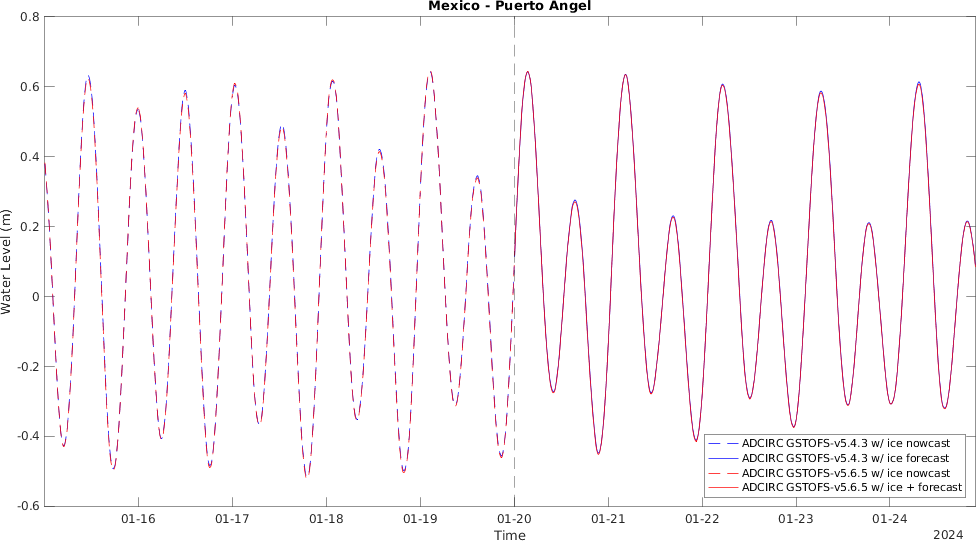 Mexico - Puerto Angel
0.8
0.6
0.4
0.2
0
-0.2
-0.4
-0.6
Water Level (m)
ADCIRC GSTOFS-v5.4.3 w/ ice nowcast
ADCIRC GSTOFS-v5.4.3 w/ ice forecast
ADCIRC GSTOFS-v5.6.5 w/ ice nowcast
ADCIRC GSTOFS-v5.6.5 w/ ice + forecast
01-16 01-17 01-18 01-19 01-20 01-21 01-22 01-23 01-24
Time
2024